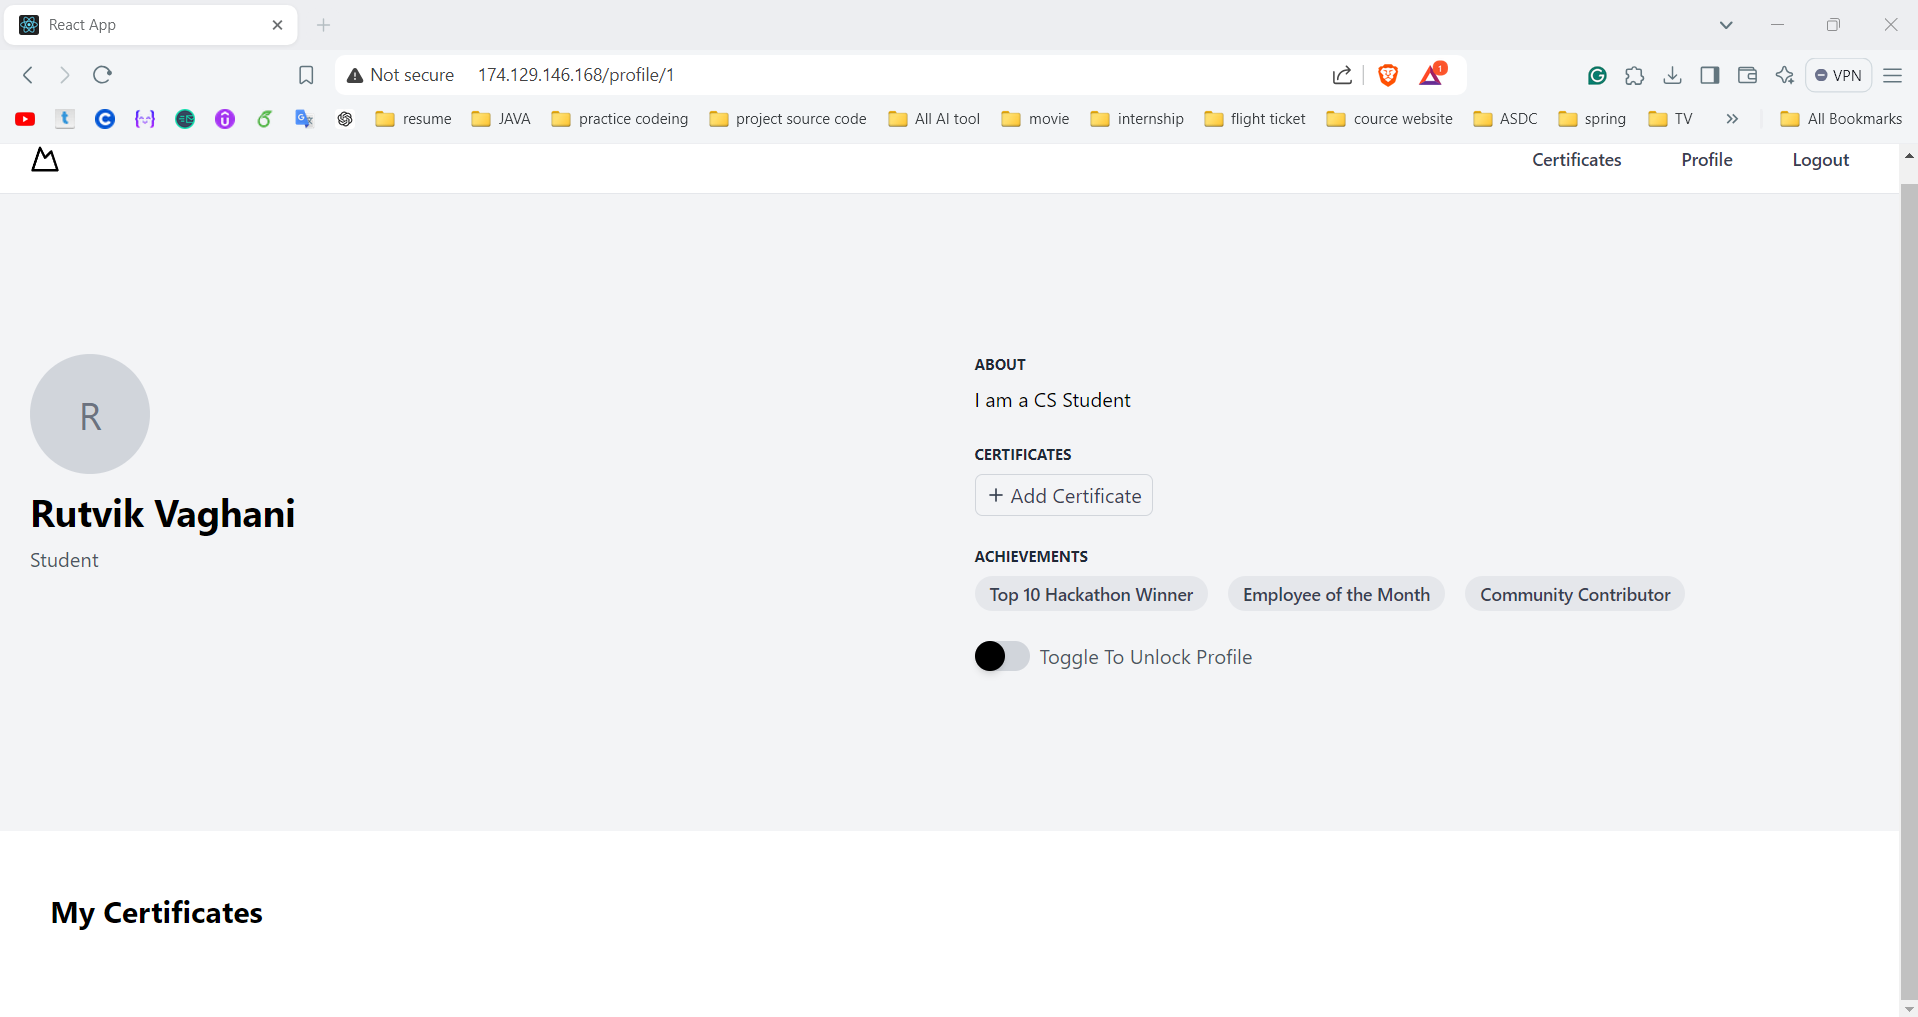 React App
Not secure 174.129.146.168/profile/1
1
VPN
resume JAVA practice codeing project source code All AI tool movie internship flight ticket cource website ASDC spring TV All Bookmarks
Certificates Profile Logout
R
Rutvik Vaghani
Student
ABOUT
I am a CS Student
CERTIFICATES
+ Add Certificate
ACHIEVEMENTS
Top 10 Hackathon Winner Employee of the Month Community Contributor
Toggle To Unlock Profile
My Certificates